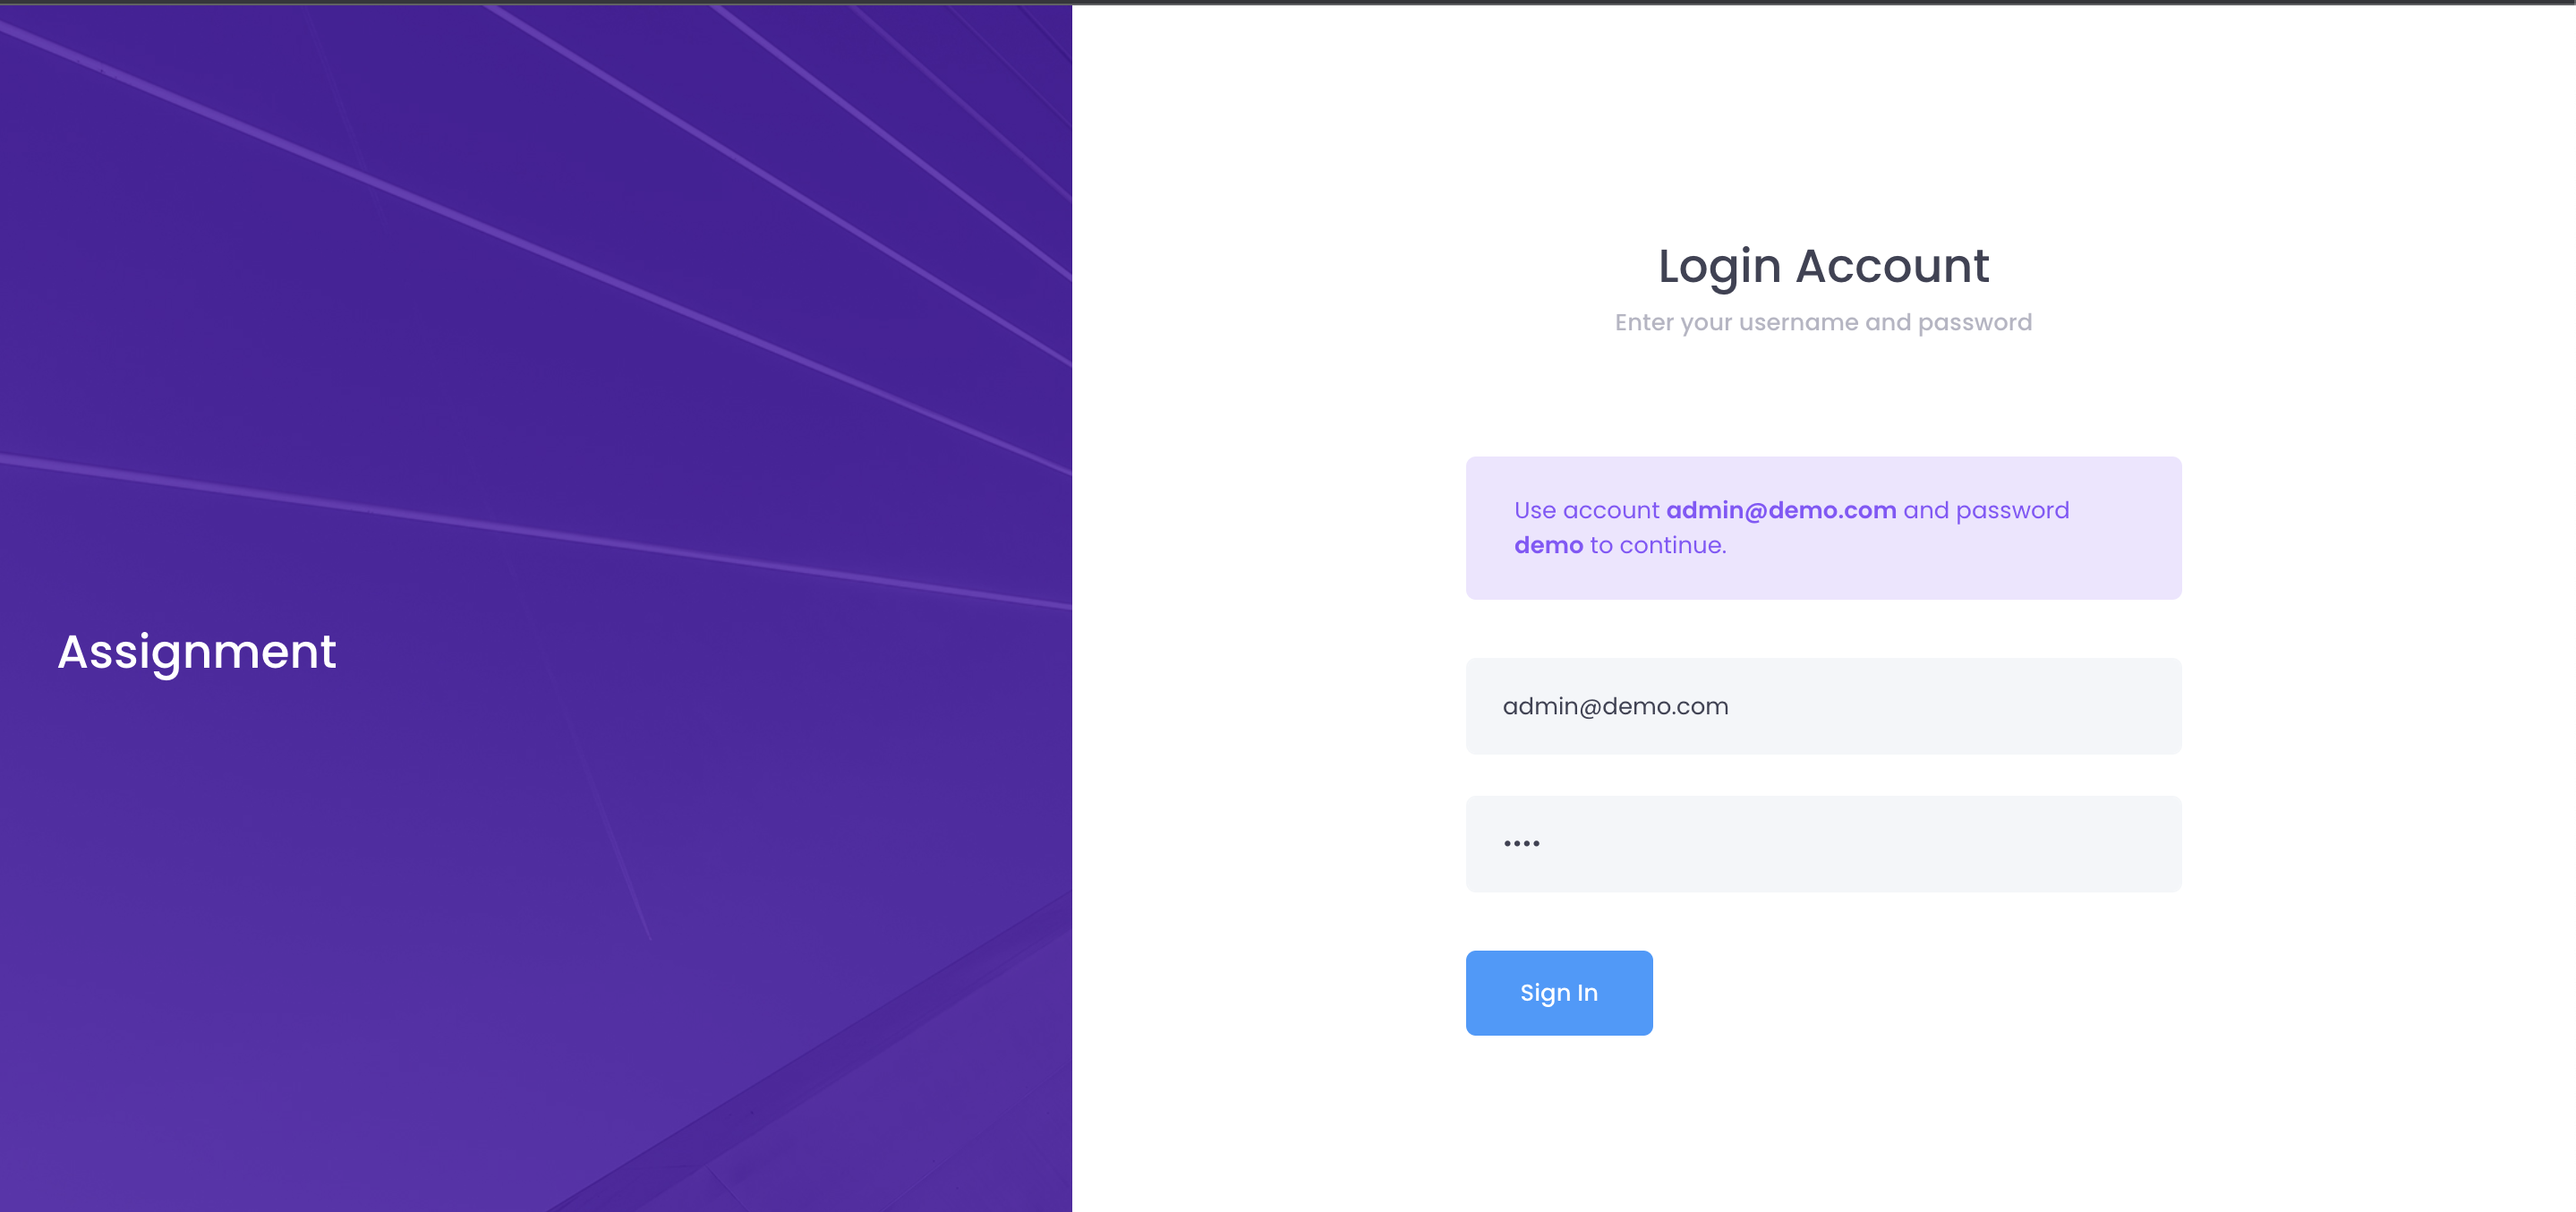 Assignment
Login Account
Enter your username and password
Use account admin@demo.com and password
demo to continue.
admin@demo.com
••••
Sign In